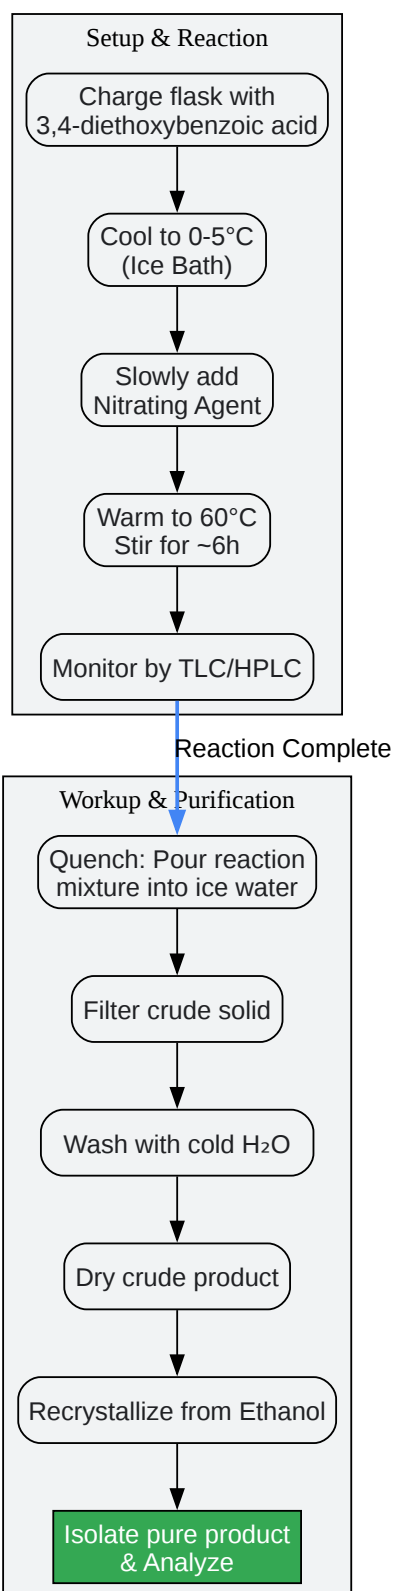 Setup & Reaction
Charge flask with
3,4-diethoxybenzoic acid
Cool to 0-5°C
(Ice Bath)
Slowly add
Nitrating Agent
Warm to 60°C
Stir for ~6h
Monitor by TLC/HPLC
Reaction Complete
Workup & Purification
Quench: Pour reaction
mixture into ice water
Filter crude solid
Wash with cold H₂O
Dry crude product
Recrystallize from Ethanol
Isolate pure product
& Analyze